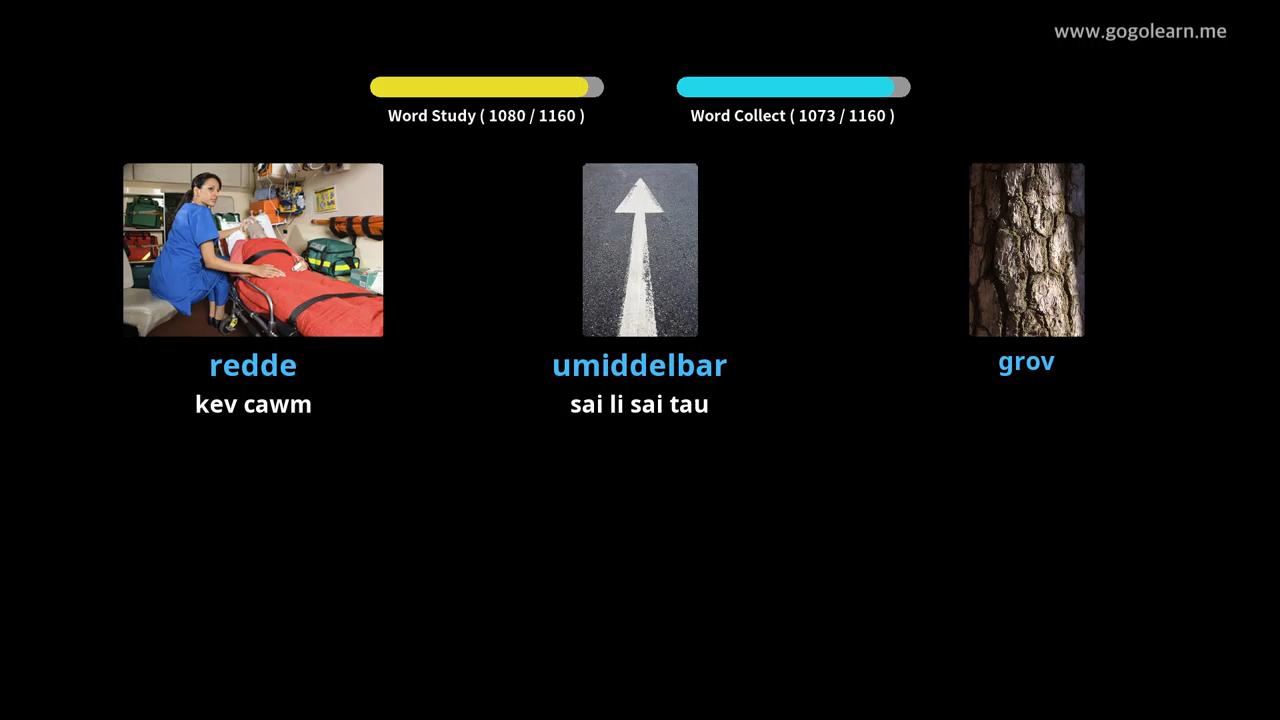 www.gogolearn.me
Word Study ( 1080 / 1160 )
Word Collect ( 1073 / 1160 )
redde
kev cawm
umiddelbar
sai li sai tau
grov